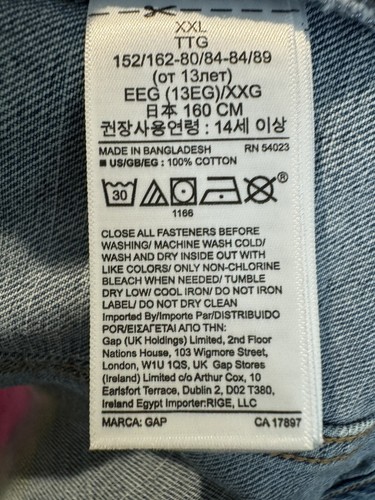 XXL
TTG
152/162-80/84-84/89
(от 13лет)
EEG (13EG)/XXG
日本 160 CM
권장사용연령 : 14세 이상
MADE IN BANGLADESH RN 54023
■ US/GB/EG : 100% COTTON
30 ®
1166
CLOSE ALL FASTENERS BEFORE
WASHING/ MACHINE WASH COLD/
WASH AND DRY INSIDE OUT WITH
LIKE COLORS/ ONLY NON-CHLORINE
BLEACH WHEN NEEDED/ TUMBLE
DRY LOW/ COOL IRON/ DO NOT IRON
LABEL/ DO NOT DRY CLEAN
Imported By/Importe Par/DISTRIBUIDO
POR/ΕΙΣΑΓΕΤΑΙ ΑΠΟ ΤΗΝ:
Gap (UK Holdings) Limited, 2nd Floor
Nations House, 103 Wigmore Street,
London, W1U 1QS, UK Gap Stores
(Ireland) Limited c/o Arthur Cox, 10
Earlsfort Terrace, Dublin 2, D02 T380,
Ireland Egypt Importer:RIGE, LLC
MARCA: GAP CA 17897